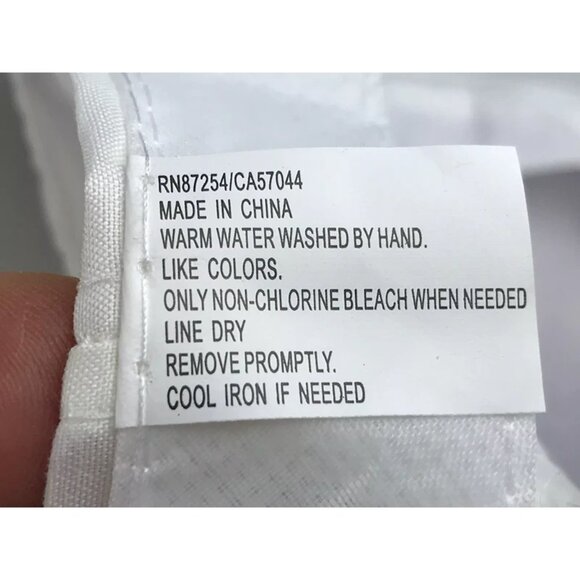 RN87254/CA57044
MADE IN CHINA
WARM WATER WASHED BY HAND.
LIKE COLORS.
ONLY NON-CHLORINE BLEACH WHEN NEEDED
LINE DRY
REMOVE PROMPTLY.
COOL IRON IF NEEDED